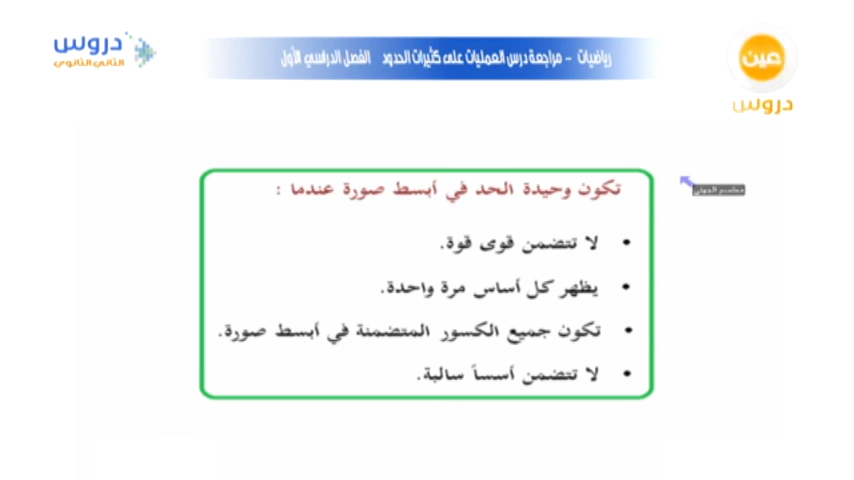 دروس
الثاني الثانوي
رياضيات - مراجعة درس العمليات على كثيرات الحدود الفصل الدراسي الأول
عين
دروس
تكون وحيدة الحد في أبسط صورة عندما :
• لا تتضمن قوى قوة.
• يظهر كل أساس مرة واحدة.
• تكون جميع الكسور المتضمنة في أبسط صورة.
• لا تتضمن أسساً سالبة.